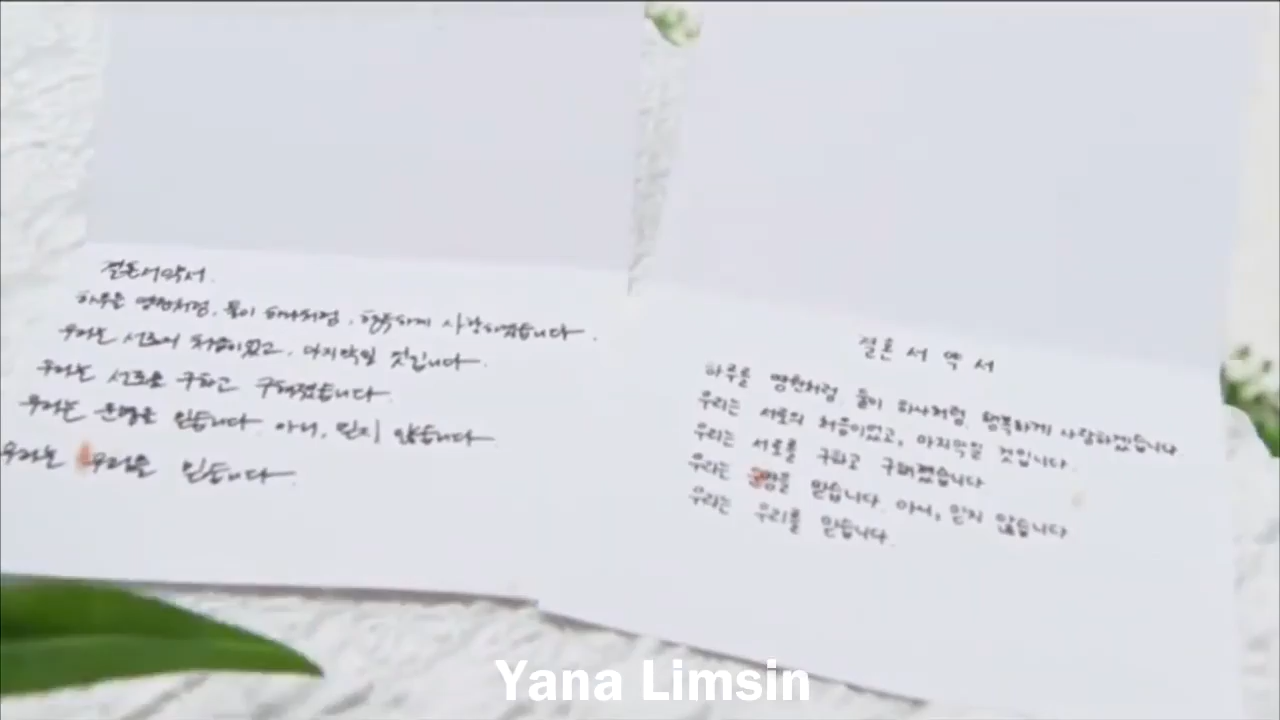 결혼서약서.
하루를 영원처럼, 둘이 하나처럼, 행복하게 사랑하겠습니다.
우리는 서로의 처음이었고, 마지막일 것입니다.
우리는 서로를 구하고 구해졌습니다.
우리는 운명을 믿습니다. 아니, 믿지 않습니다.
우리는 우리를 믿습니다.
결혼서약서
하루를 영원처럼, 둘이 하나처럼, 행복하게 사랑하겠습니다
우리는 서로의 처음이었고, 마지막일 것입니다.
우리는 서로를 구하고 구해졌습니다
우리는 운명을 믿습니다. 아니, 믿지 않습니다
우리는 우리를 믿습니다.
Yana Limsin